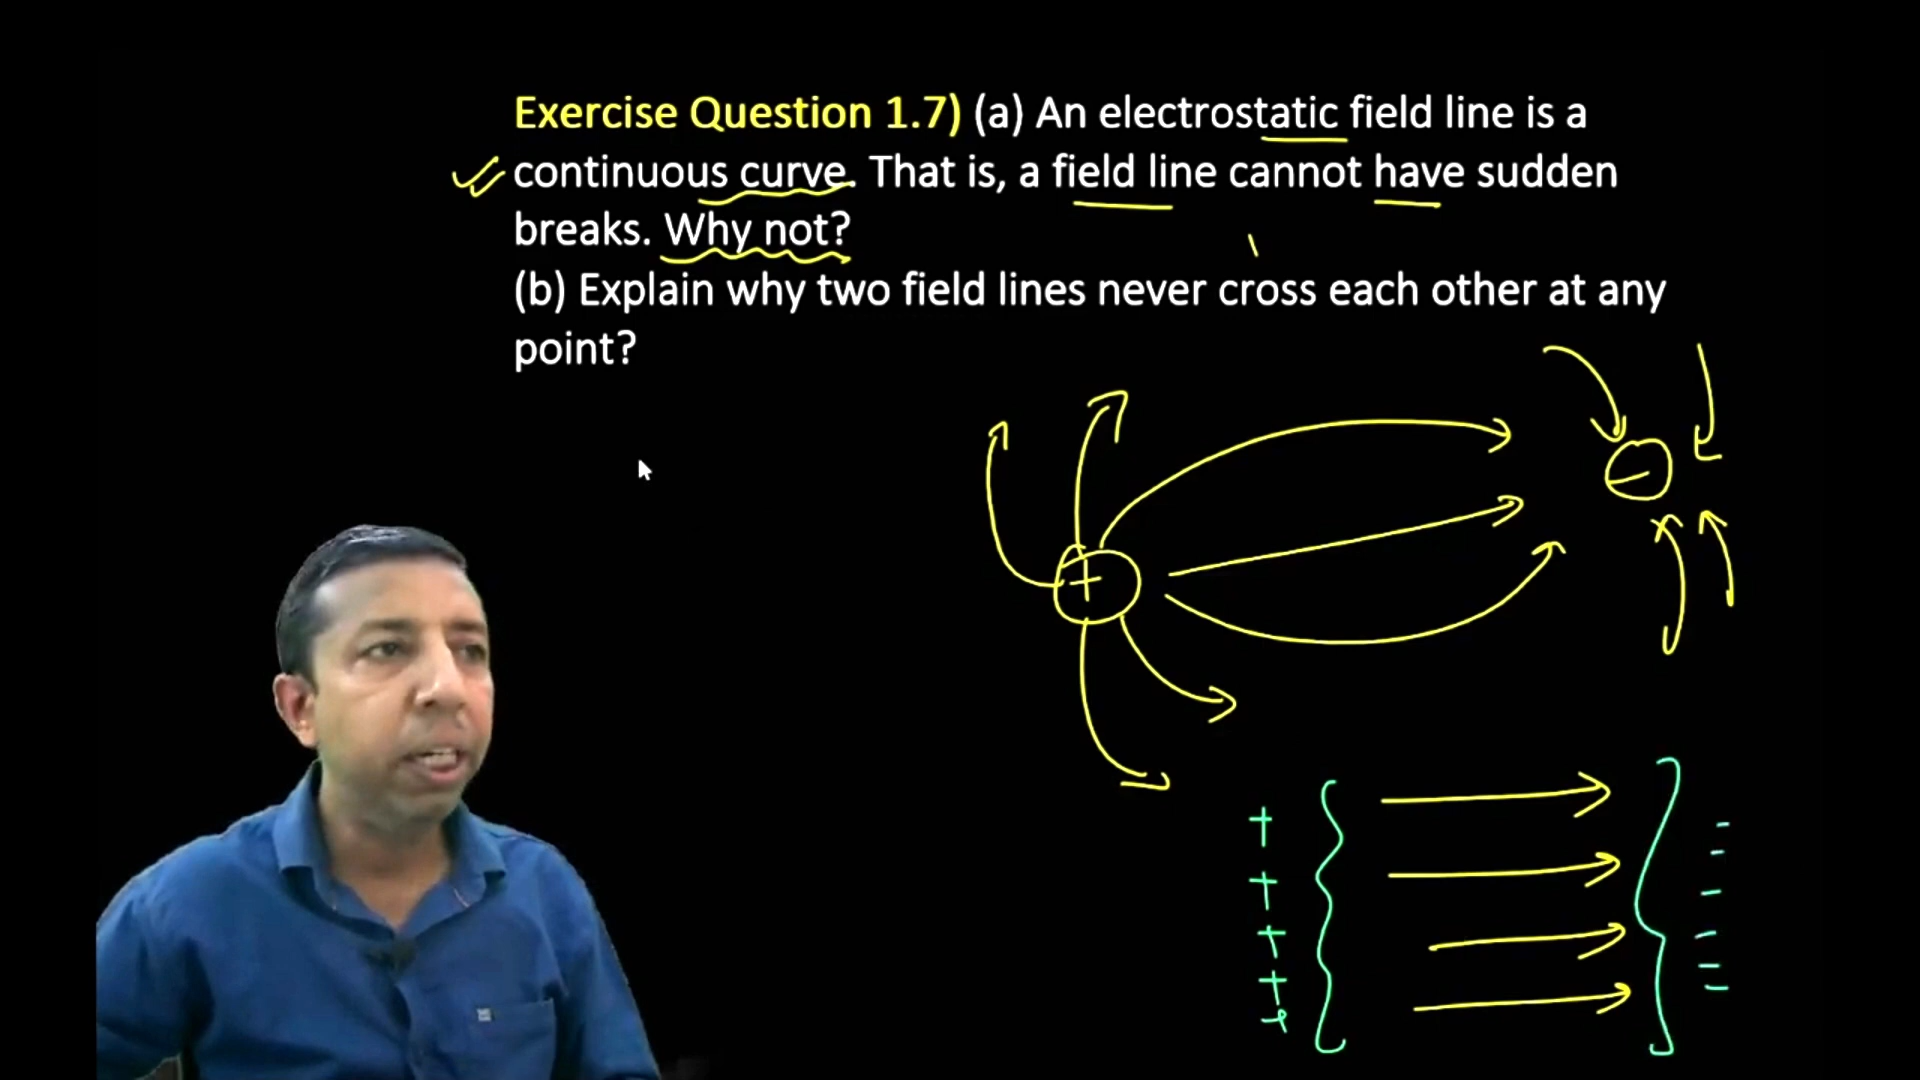 Exercise Question 1.7) (a) An electrostatic field line is a
continuous curve. That is, a field line cannot have sudden
breaks. Why not?
(b) Explain why two field lines never cross each other at any
point?
−
+
+ −
−
+ −
+ −
+ −
+ −